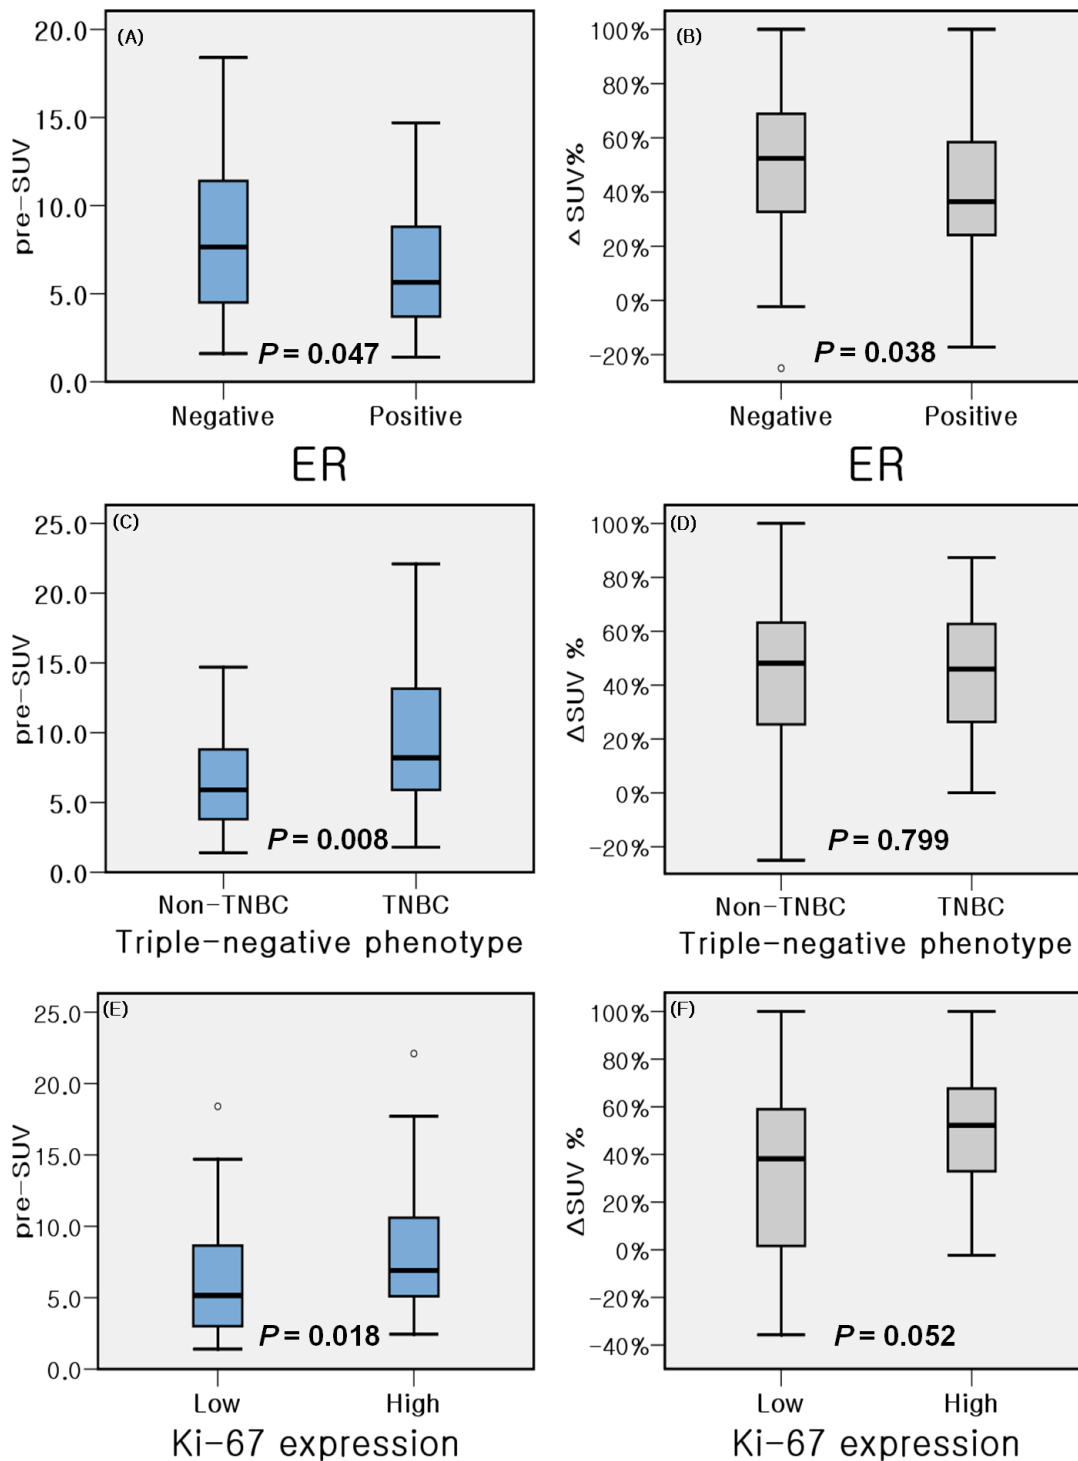 (A)
20.0
15.0
10.0
5.0
0.0
pre-SUV
P = 0.047
Negative Positive
ER
(B)
100%
80%
60%
40%
20%
0%
-20%
Δ SUV%
P = 0.038
Negative Positive
ER
(C)
25.0
20.0
15.0
10.0
5.0
0.0
pre-SUV
P = 0.008
Non-TNBC TNBC
Triple-negative phenotype
(D)
100%
80%
60%
40%
20%
0%
-20%
ΔSUV %
P = 0.799
Non-TNBC TNBC
Triple-negative phenotype
(E)
25.0
20.0
15.0
10.0
5.0
0.0
pre-SUV
P = 0.018
Low High
Ki-67 expression
(F)
100%
80%
60%
40%
20%
0%
-20%
-40%
ΔSUV %
P = 0.052
Low High
Ki-67 expression